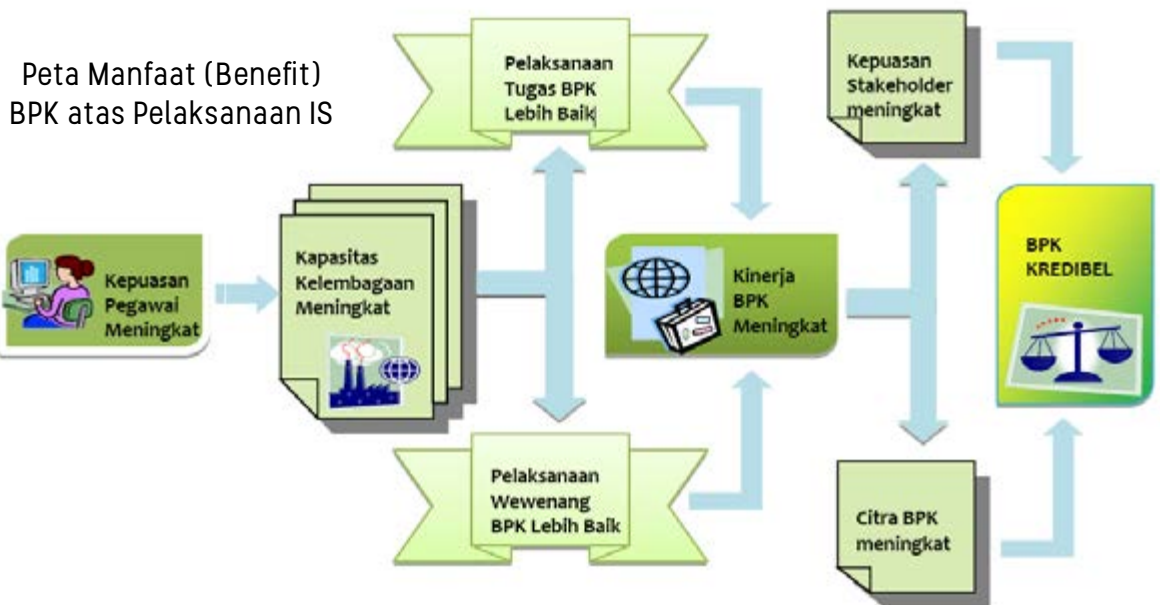 Peta Manfaat (Benefit)
BPK atas Pelaksanaan IS
Kepuasan
Pegawai
Meningkat
Kapasitas
Kelembagaan
Meningkat
Pelaksanaan
Tugas BPK
Lebih Baik
Pelaksanaan
Wewenang
BPK Lebih Baik
Kinerja
BPK
Meningkat
Kepuasan
Stakeholder
meningkat
Citra BPK
meningkat
BPK
KREDIBEL